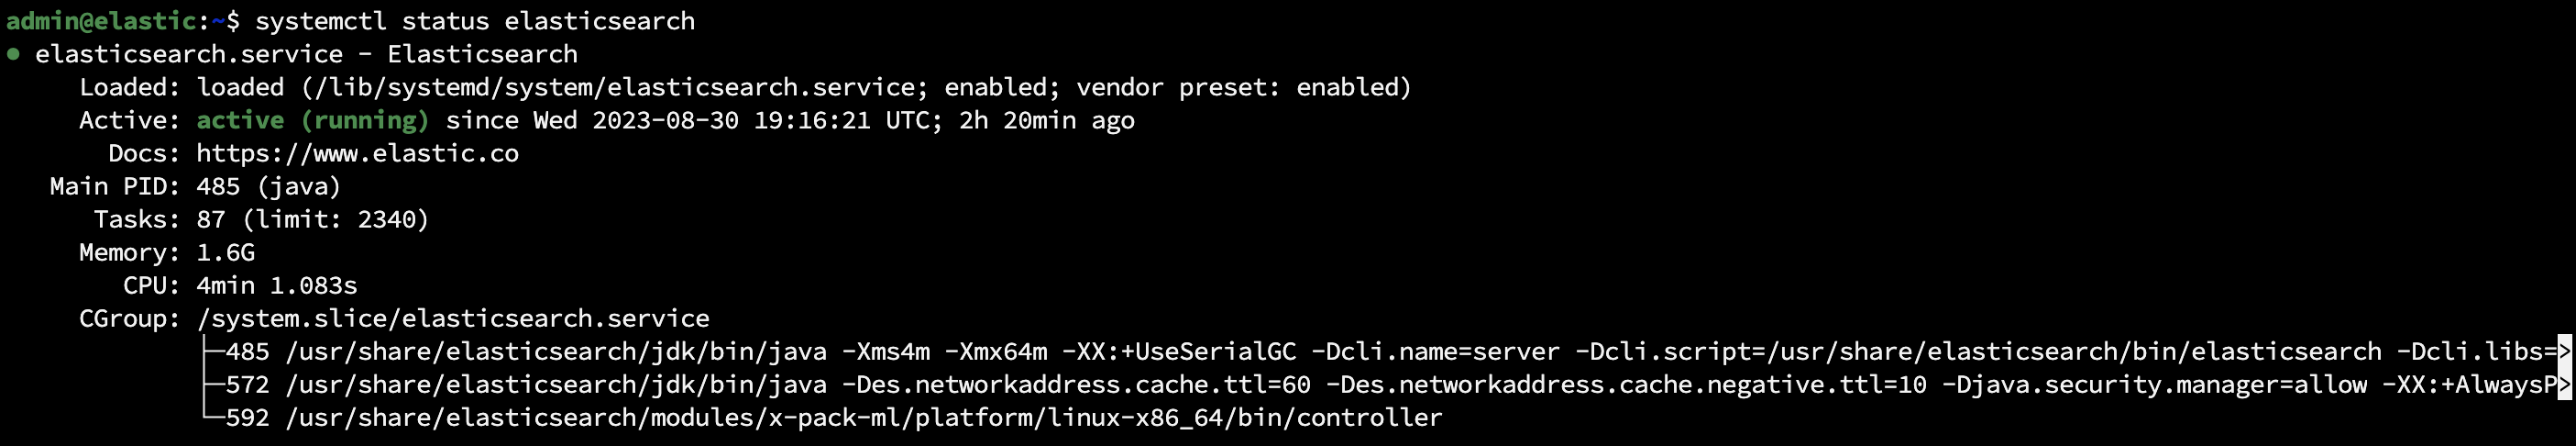 admin@elastic:~$ systemctl status elasticsearch
● elasticsearch.service - Elasticsearch
     Loaded: loaded (/lib/systemd/system/elasticsearch.service; enabled; vendor preset: enabled)
     Active: active (running) since Wed 2023-08-30 19:16:21 UTC; 2h 20min ago
       Docs: https://www.elastic.co
   Main PID: 485 (java)
      Tasks: 87 (limit: 2340)
     Memory: 1.6G
        CPU: 4min 1.083s
     CGroup: /system.slice/elasticsearch.service
             ├─485 /usr/share/elasticsearch/jdk/bin/java -Xms4m -Xmx64m -XX:+UseSerialGC -Dcli.name=server -Dcli.script=/usr/share/elasticsearch/bin/elasticsearch -Dcli.libs=>
             ├─572 /usr/share/elasticsearch/jdk/bin/java -Des.networkaddress.cache.ttl=60 -Des.networkaddress.cache.negative.ttl=10 -Djava.security.manager=allow -XX:+AlwaysP>
             └─592 /usr/share/elasticsearch/modules/x-pack-ml/platform/linux-x86_64/bin/controller